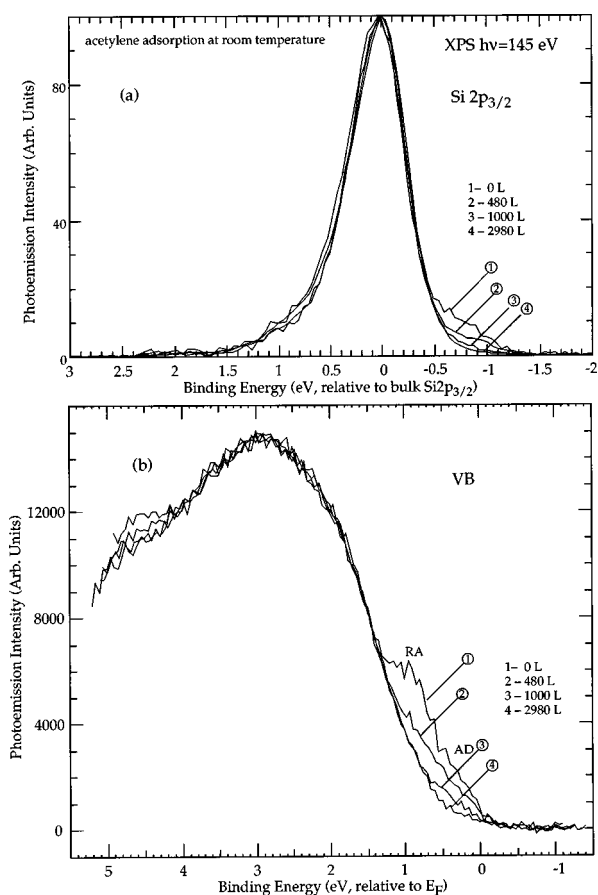 acetylene adsorption at room temperature
XPS hν=145 eV
(a)
Si 2p3/2
1– 0 L
2 – 480 L
3 – 1000 L
4 – 2980 L
①
②
③
④
Photoemission Intensity (Arb. Units)
80
40
0
3 2.4 2 1.5 1 0.5 0 -0.5 -1 -1.5 -2
Binding Energy (eV, relative to bulk Si2p3/2)
(b)
VB
RA
①
②
AD
③
④
1– 0 L
2 – 480 L
3 – 1000 L
4 – 2980 L
Photoemission Intensity (Arb. Units)
12000
8000
4000
0
5 4 3 2 1 0 -1
Binding Energy (eV, relative to EF)